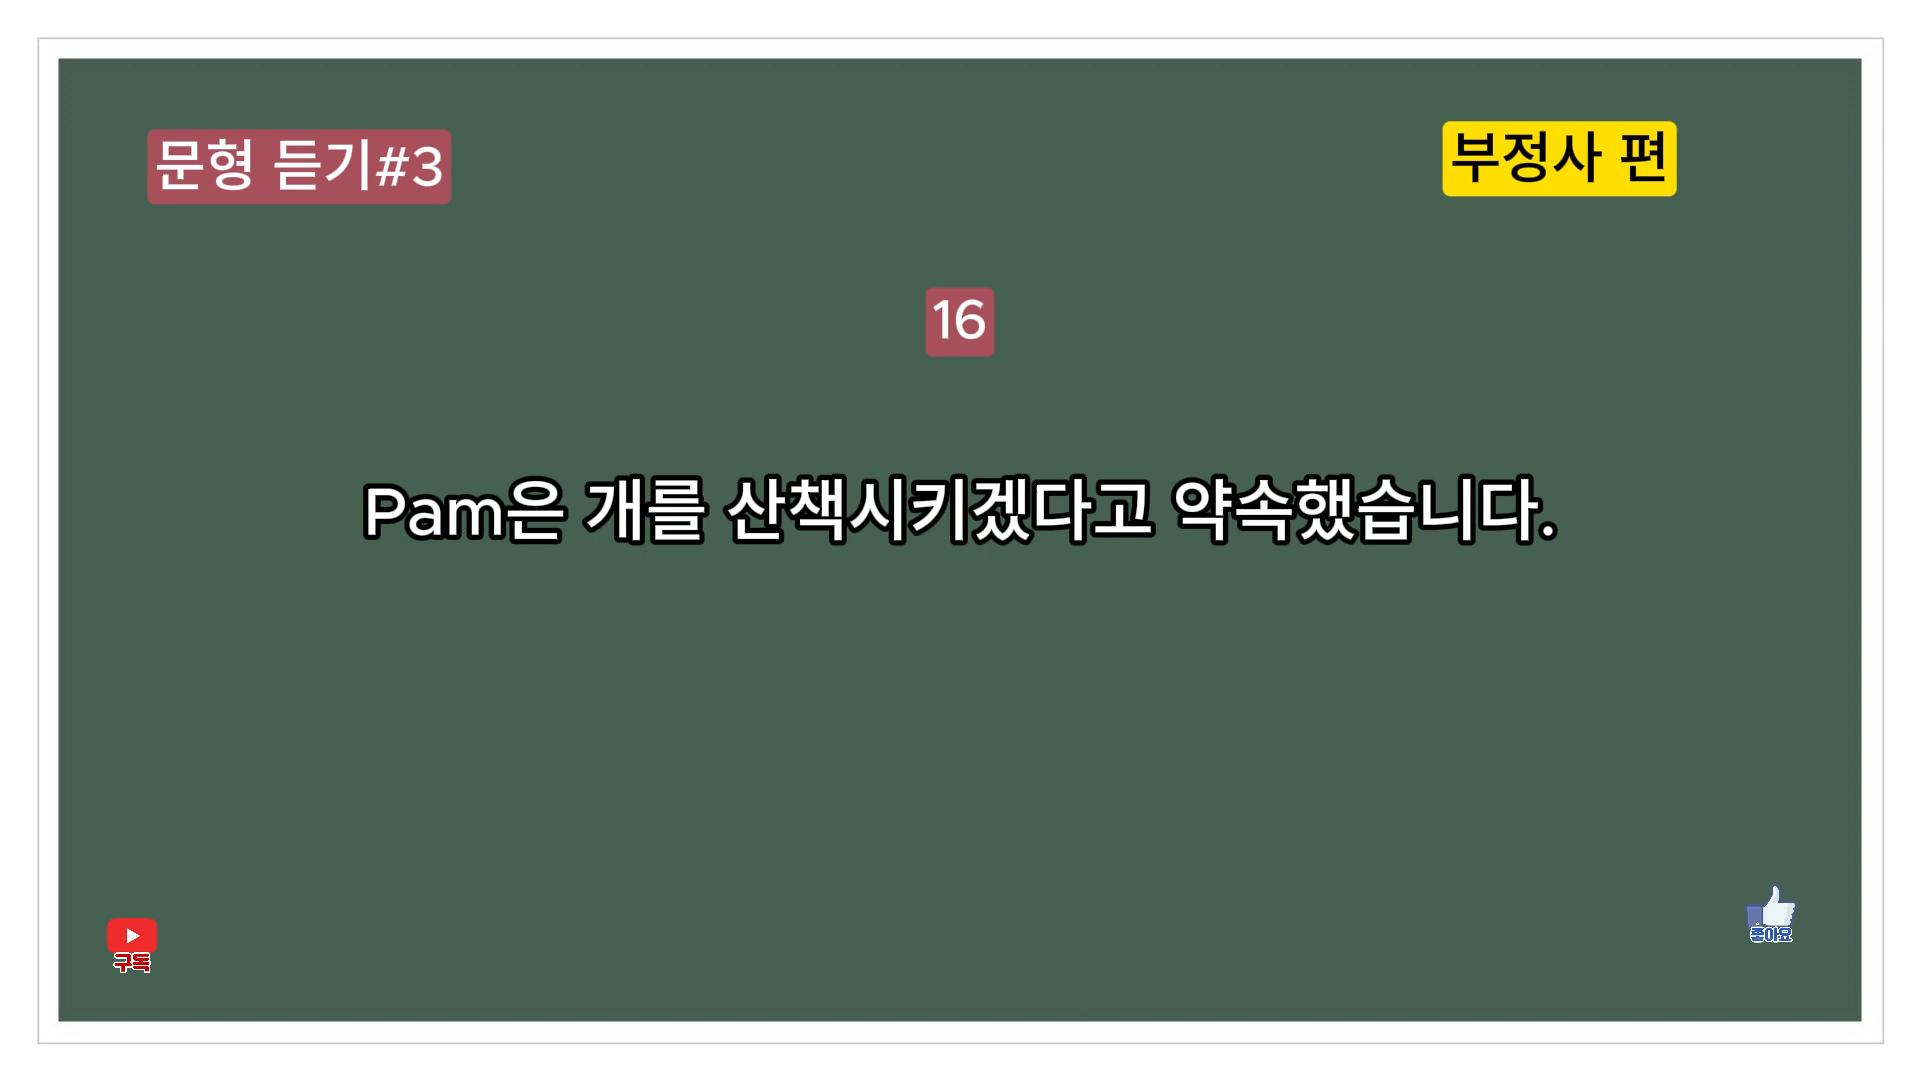 문형 듣기#3
부정사 편
16
Pam은 개를 산책시키겠다고 약속했습니다.
구독
좋아요